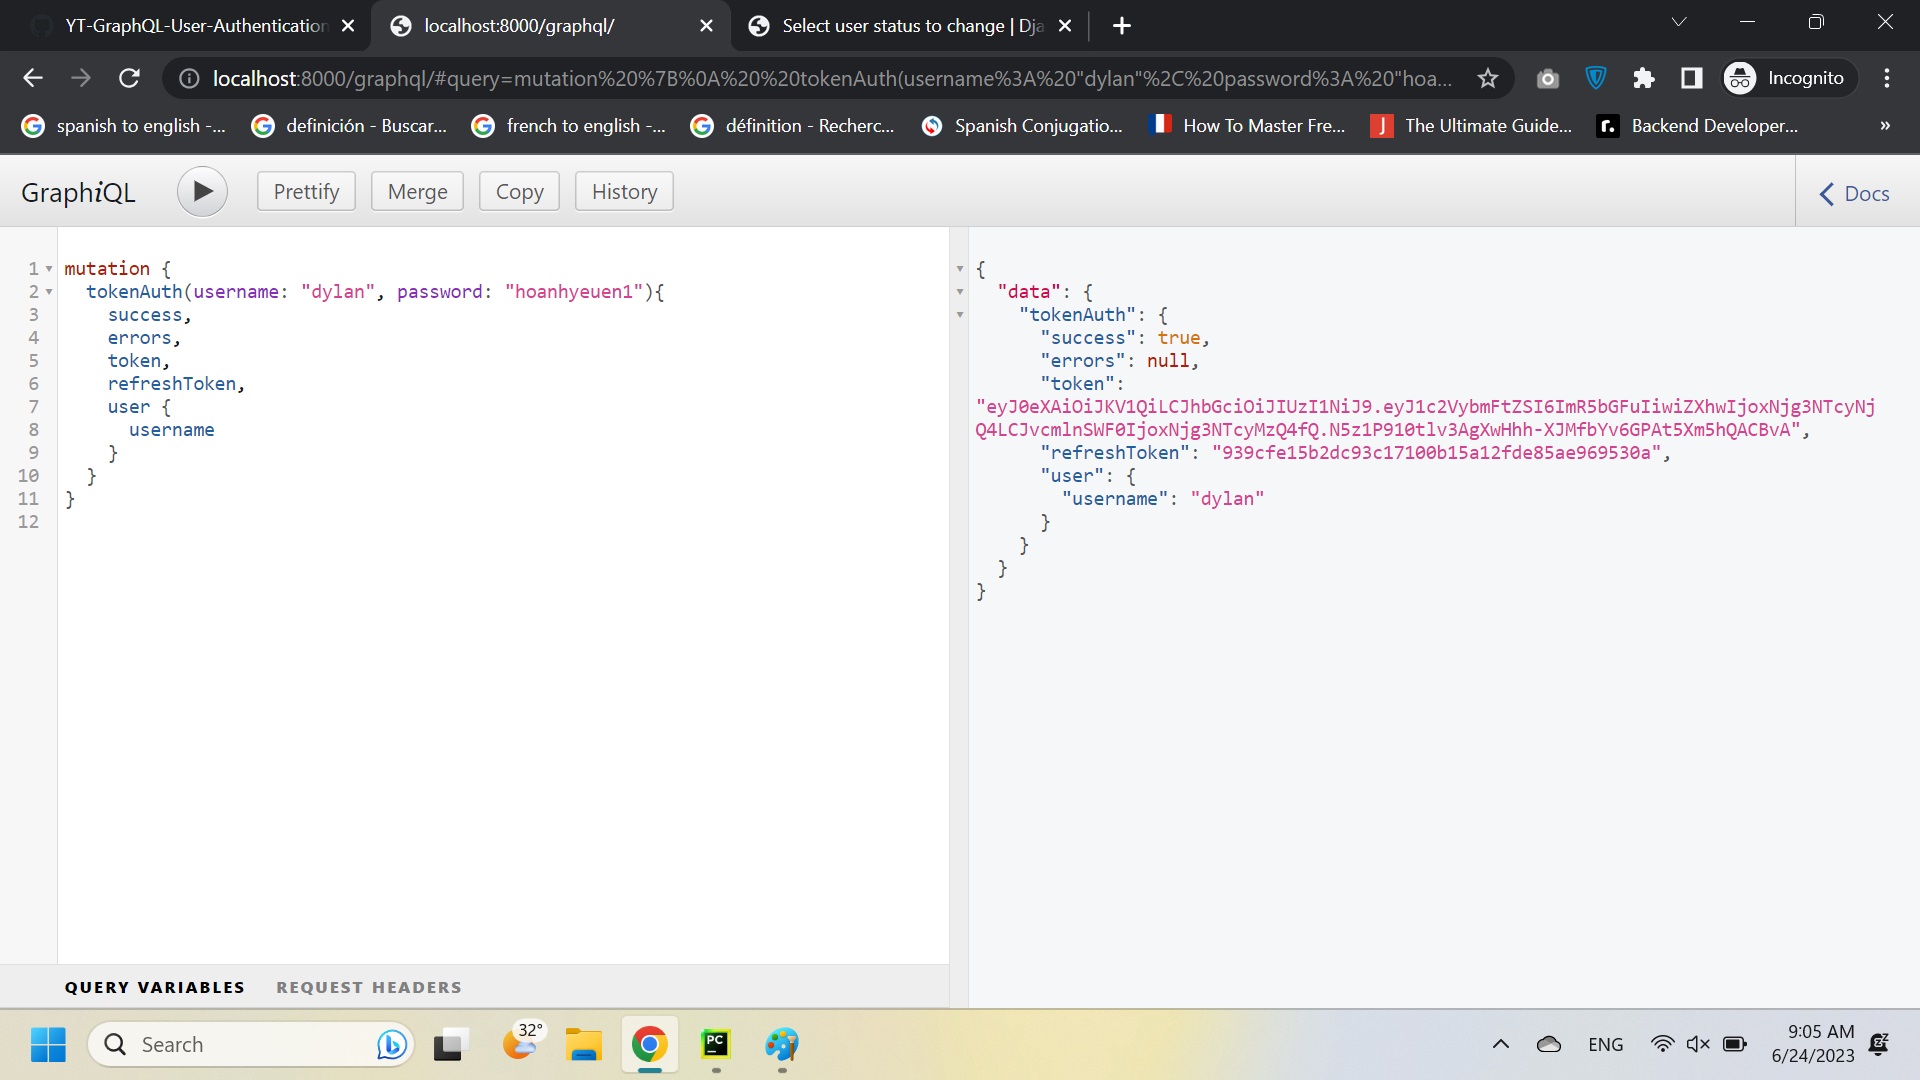 YT-GraphQL-User-Authentication
localhost:8000/graphql/
Select user status to change | Dja
localhost:8000/graphql/#query=mutation%20%7B%0A%20%20tokenAuth(username%3A%20"dylan"%2C%20password%3A%20"hoa...
Incognito
spanish to english -...
definición - Buscar...
french to english -...
définition - Recherc...
Spanish Conjugatio...
How To Master Fre...
J
The Ultimate Guide...
r.
Backend Developer...
»
GraphiQL
Prettify
Merge
Copy
History
Docs
1 mutation {
2 tokenAuth(username: "dylan", password: "hoanhyeuen1"){
3 success,
4 errors,
5 token,
6 refreshToken,
7 user {
8 username
9 }
10 }
11 }
12
{
"data": {
"tokenAuth": {
"success": true,
"errors": null,
"token":
"eyJ0eXAiOiJKV1QiLCJhbGciOiJIUzI1NiJ9.eyJ1c2VybmFtZSI6ImR5bGFuIiwiZXhwIjoxNjg3NTcyNj
Q4LCJvcmlnSWF0IjoxNjg3NTcyMzQ4fQ.N5z1P910tlv3AgXwHhh-XJMfbYv6GPAt5Xm5hQACBvA",
"refreshToken": "939cfe15b2dc93c17100b15a12fde85ae969530a",
"user": {
"username": "dylan"
}
}
}
}
QUERY VARIABLES
REQUEST HEADERS
Search
32°
PC
ENG
9:05 AM
6/24/2023